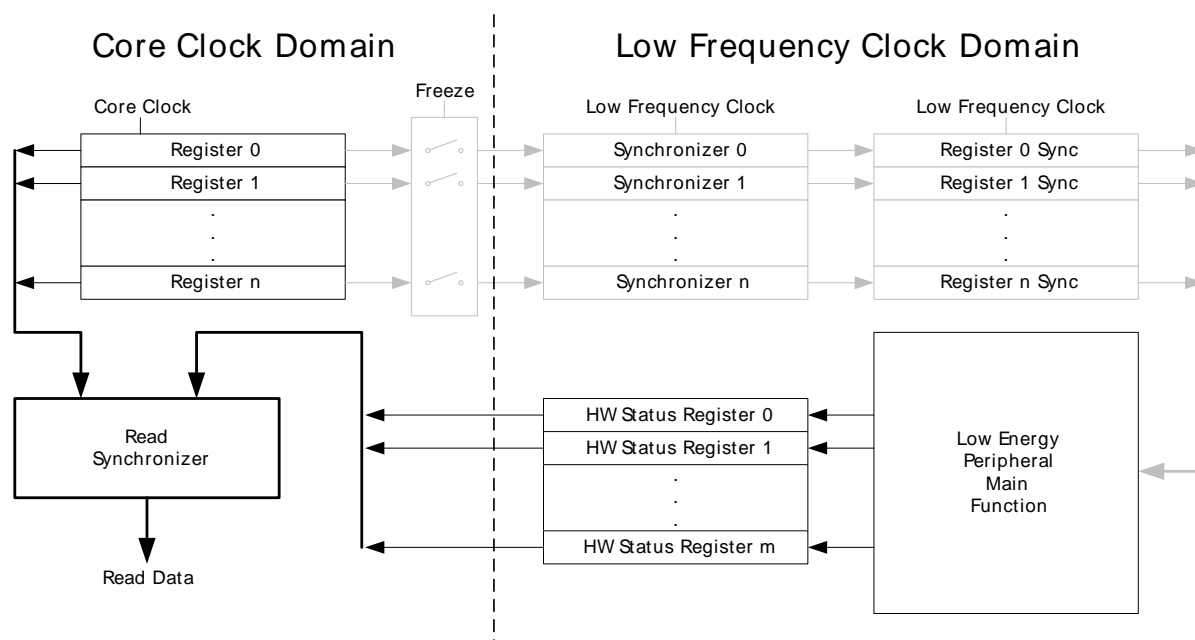 Core Clock Domain
Low Frequency Clock Domain
Freeze
Core Clock
Low Frequency Clock
Low Frequency Clock
Register 0
Synchronizer 0
Register 0 Sync
Register 1
Synchronizer 1
Register 1 Sync
.
.
.
.
.
.
.
.
.
Register n
Synchronizer n
Register n Sync
Read
Synchronizer
HW Status Register 0
HW Status Register 1
.
.
.
HW Status Register m
Low Energy
Peripheral
Main
Function
Read Data